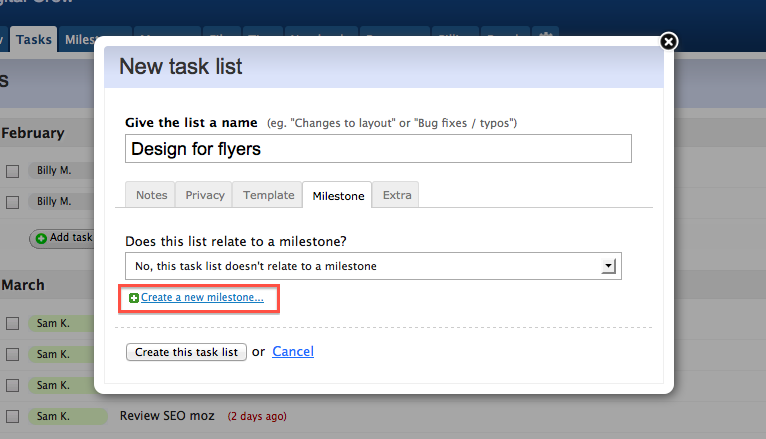 Tasks
New task list
Give the list a name (eg. "Changes to layout" or "Bug fixes / typos")
Design for flyers
February
Billy M.
Notes Privacy Template Milestone Extra
Billy M.
Add task
Does this list relate to a milestone?
No, this task list doesn't relate to a milestone
March
Create a new milestone...
Sam K.
Create this task list or Cancel
Sam K.
Sam K.
Sam K. Review SEO moz (2 days ago)